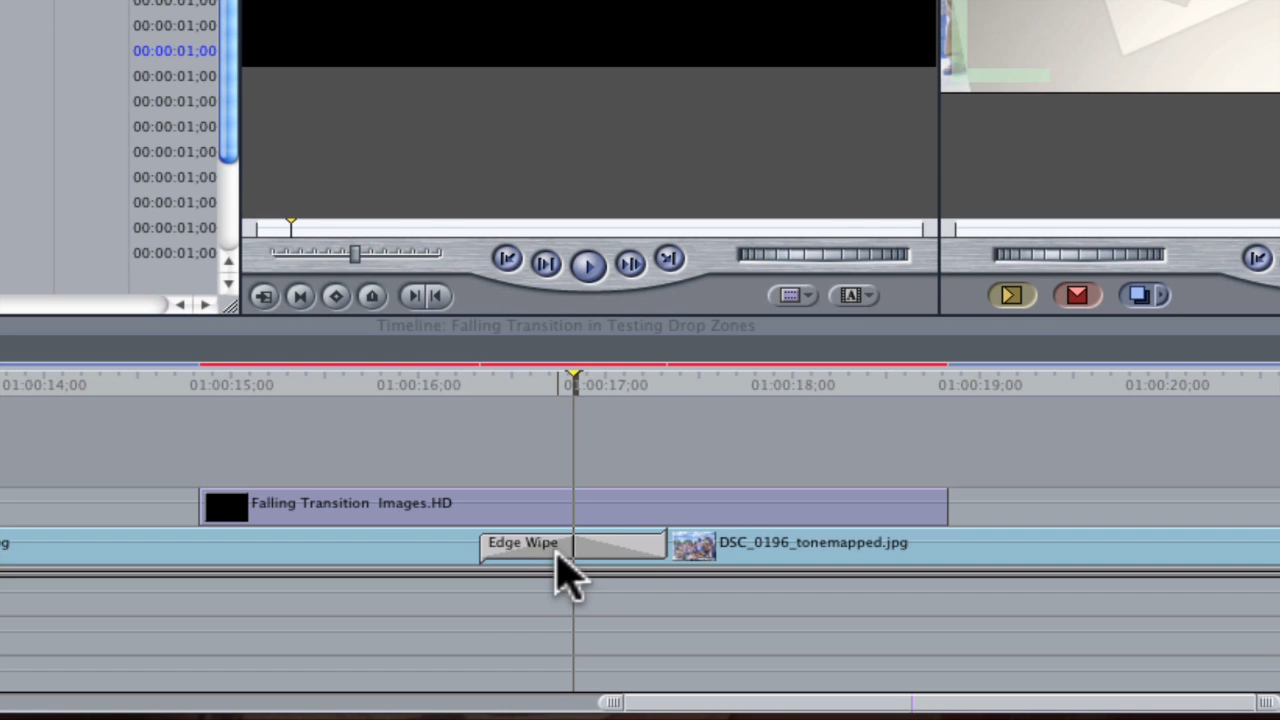 00:00:01;00
00:00:01;00
00:00:01;00
00:00:01;00
00:00:01;00
00:00:01;00
00:00:01;00
00:00:01;00
00:00:01;00
00:00:01;00
A
Timeline: Falling Transition in Testing Drop Zones
01:00:14;00 01:00:15;00 01:00:16;00 01:00:17;00 01:00:18;00 01:00:19;00 01:00:20;00
Falling Transition Images.HD
g Edge Wipe DSC_0196_tonemapped.jpg